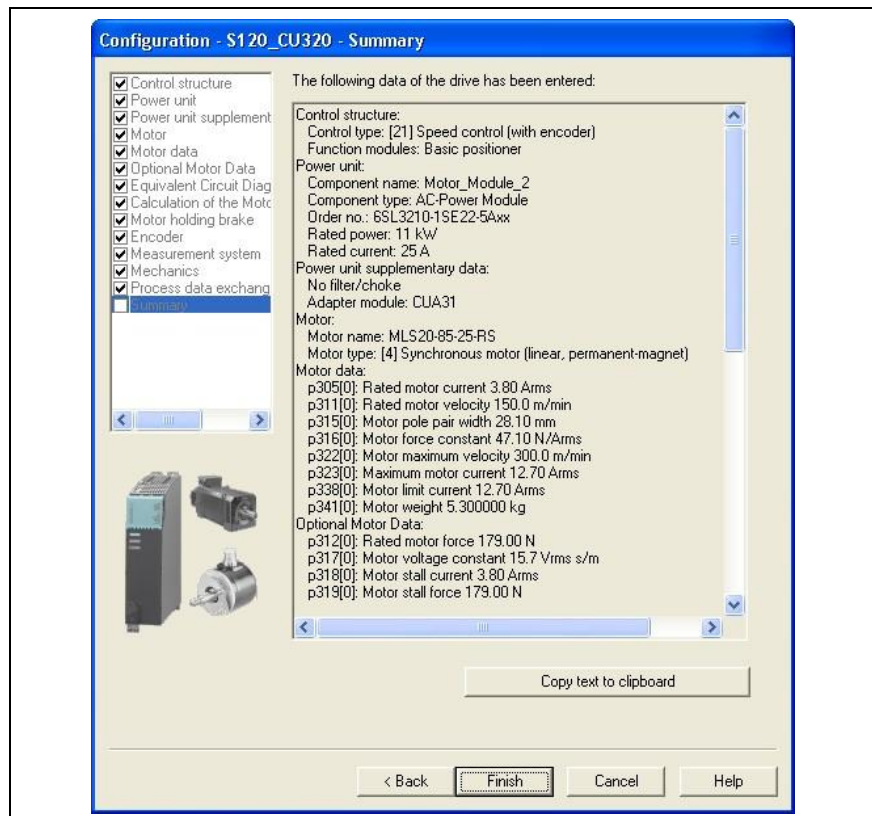 Configuration - S120_CU320 - Summary
Control structure
Power unit
Power unit supplement
Motor
Motor data
Optional Motor Data
Equivalent Circuit Diag
Calculation of the Moto
Motor holding brake
Encoder
Measurement system
Mechanics
Process data exchang
Summary
The following data of the drive has been entered:
Control structure:
Control type: [21] Speed control (with encoder)
Function modules: Basic positioner
Power unit:
Component name: Motor_Module_2
Component type: AC-Power Module
Order no.: 6SL3210-1SE22-5Axx
Rated power: 11 kW
Rated current: 25 A
Power unit supplementary data:
No filter/choke
Adapter module: CUA31
Motor:
Motor name: MLS20-85-25-RS
Motor type: [4] Synchronous motor (linear, permanent-magnet)
Motor data:
p305[0]: Rated motor current 3.80 Arms
p311[0]: Rated motor velocity 150.0 m/min
p315[0]: Motor pole pair width 28.10 mm
p316[0]: Motor force constant 47.10 N/Arms
p322[0]: Motor maximum velocity 300.0 m/min
p323[0]: Maximum motor current 12.70 Arms
p338[0]: Motor limit current 12.70 Arms
p341[0]: Motor weight 5.300000 kg
Optional Motor Data:
p312[0]: Rated motor force 179.00 N
p317[0]: Motor voltage constant 15.7 Vrms s/m
p318[0]: Motor stall current 3.80 Arms
p319[0]: Motor stall force 179.00 N
Copy text to clipboard
< Back
Finish
Cancel
Help